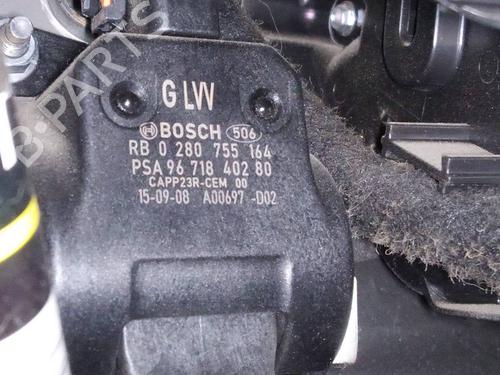 B-PARTS
GLW
BOSCH 506
RB 0 280 755 164
PSA 96 718 402 80
CAPP23R-CEM 00
15-09-08 A00697 -D02